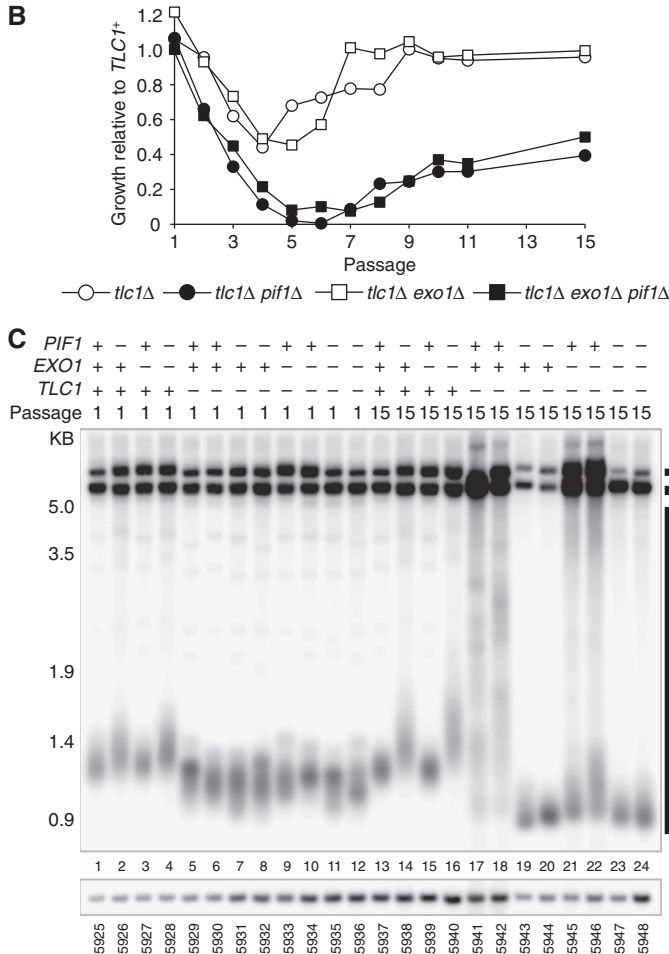 B
1.2
1.0
0.8
0.6
0.4
0.2
0
Growth relative to TLC1⁺
1 3 5 7 9 11 13 15
Passage
tlc1Δ tlc1Δ pif1Δ tlc1Δ exo1Δ tlc1Δ exo1Δ pif1Δ
C
PIF1 + − + − + + − − + + − − + − + − + + − − + + − −
EXO1 + + − − + + + + − − − − + + − − + + + + − − − −
TLC1 + + + + − − − − − − − − + + + + − − − − − − − −
Passage 1 1 1 1 1 1 1 1 1 1 1 1 15 15 15 15 15 15 15 15 15 15 15 15
KB
5.0
3.5
1.9
1.4
0.9
1 2 3 4 5 6 7 8 9 10 11 12 13 14 15 16 17 18 19 20 21 22 23 24
5925 5926 5927 5928 5929 5930 5931 5932 5933 5934 5935 5936 5937 5938 5939 5940 5941 5942 5943 5944 5945 5946 5947 5948